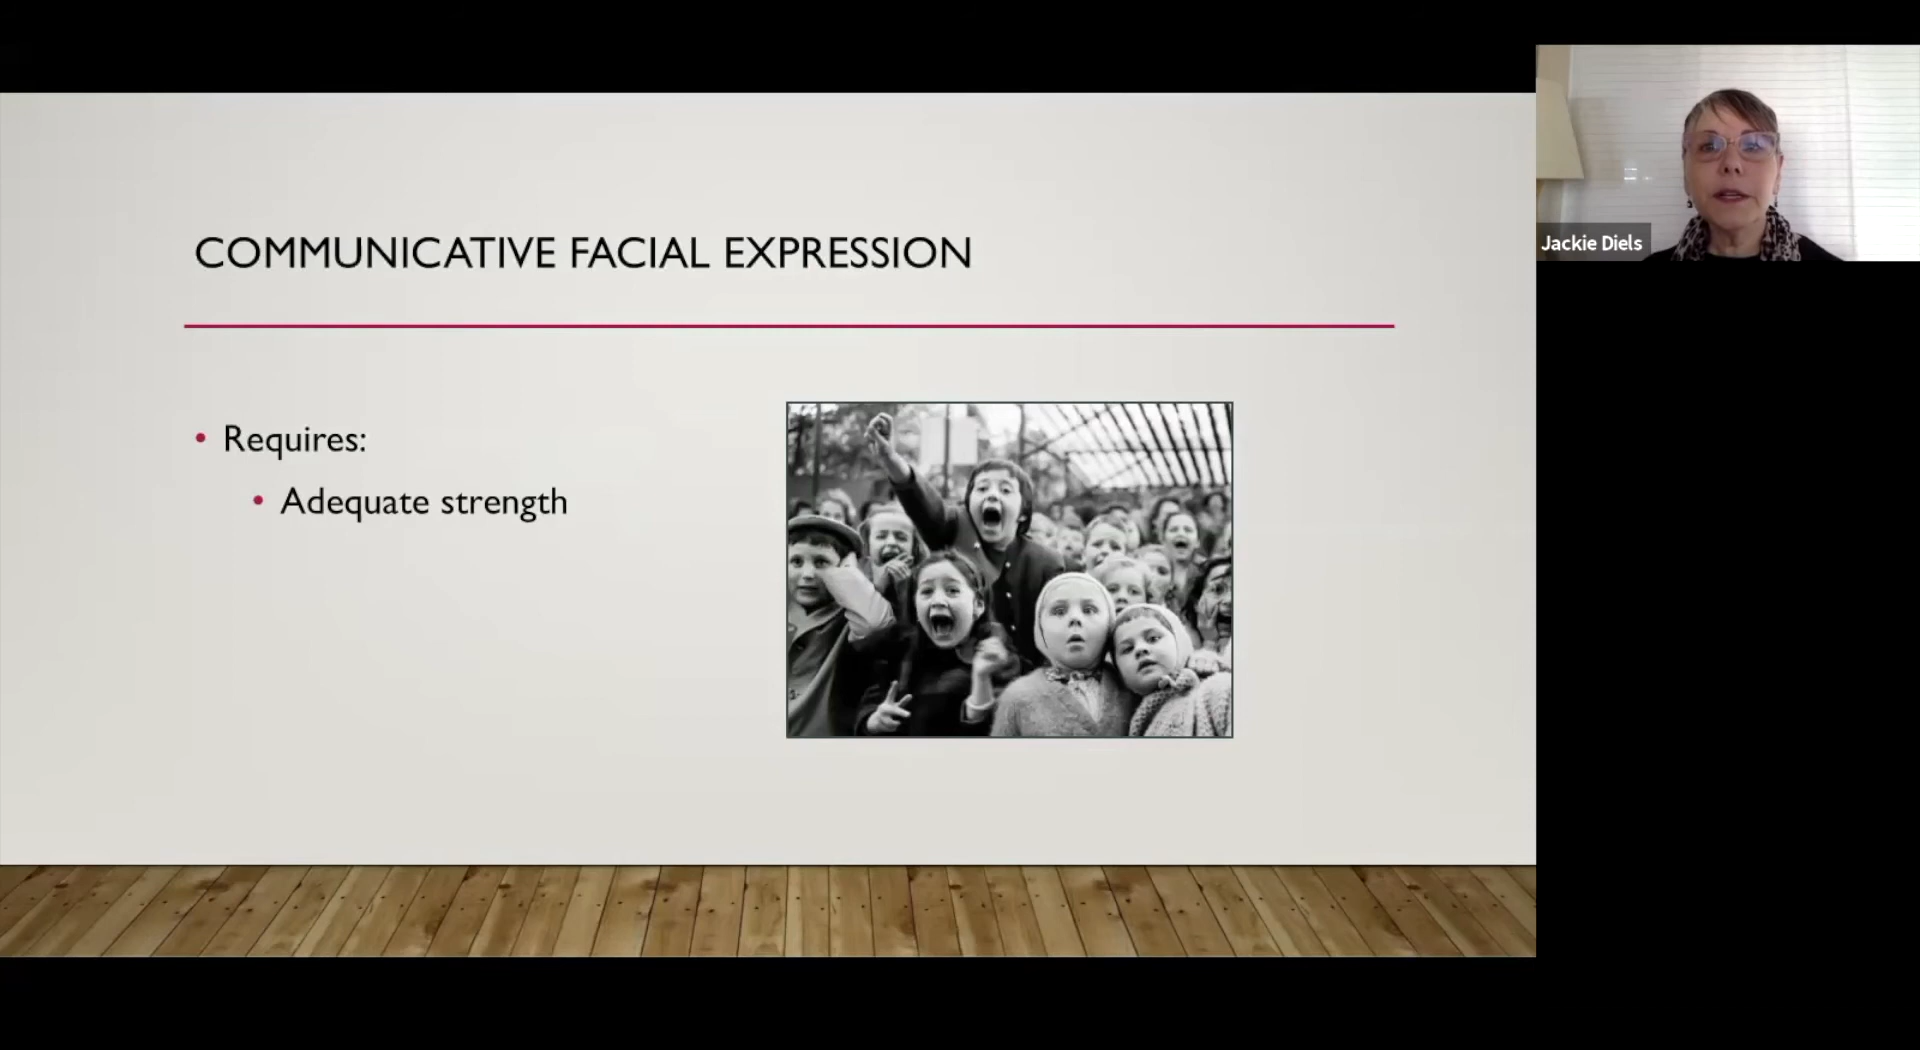 COMMUNICATIVE FACIAL EXPRESSION
• Requires:
• Adequate strength
Jackie Diels